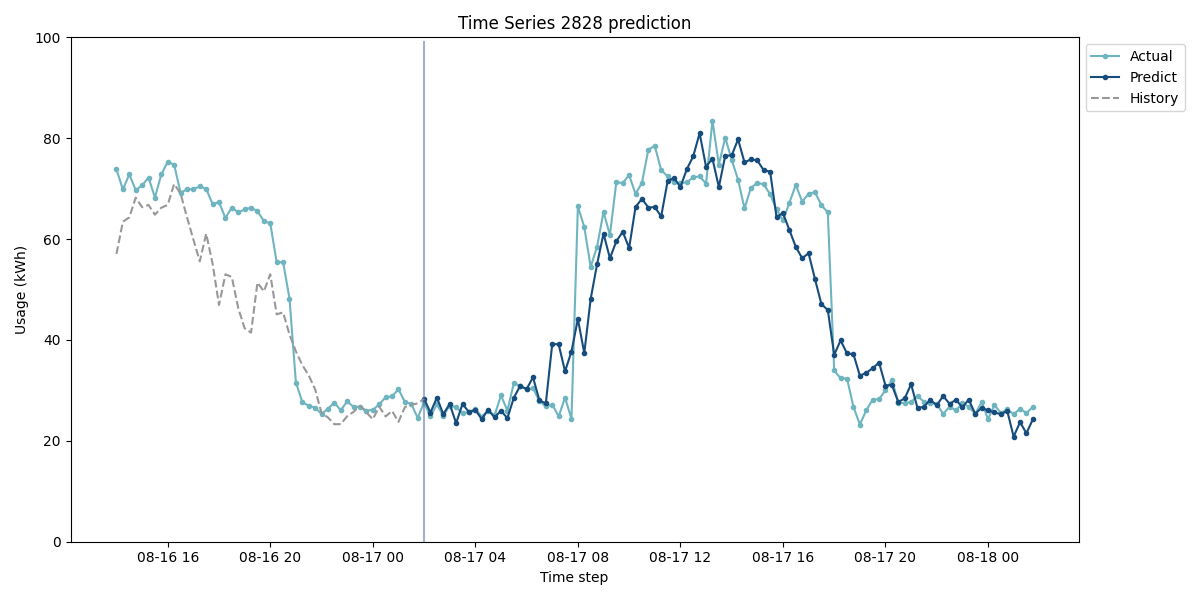 Time Series 2828 prediction
Usage (kWh)
100
80
60
40
20
0
08-16 16
08-16 20
08-17 00
08-17 04
08-17 08
08-17 12
08-17 16
08-17 20
08-18 00
Time step
Actual
Predict
History